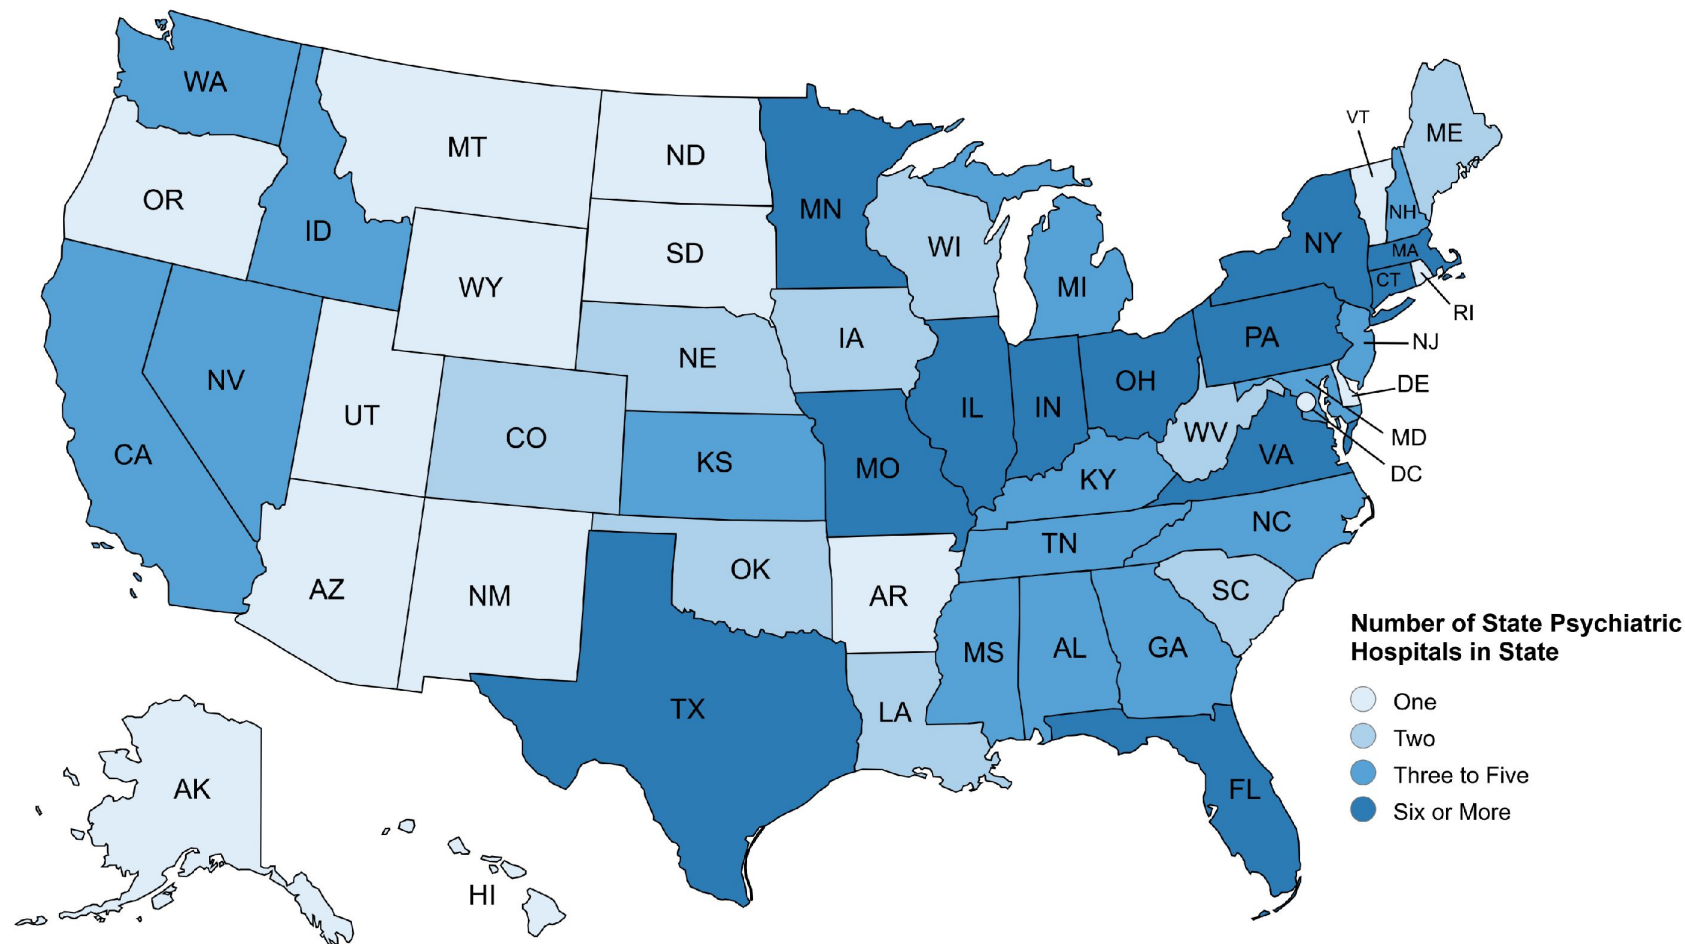 WA
VT
ME
MT
ND
OR
MN
NH
ID
NY
WI
MA
SD
CT
WY
MI
RI
PA
IA
NJ
NE
NV
OH
DE
UT
IL
IN
CO
WV
MD
CA
KS
MO
VA
DC
KY
NC
TN
OK
AZ
NM
AR
SC
MS
AL
GA
Number of State Psychiatric
Hospitals in State
TX
LA
One
Two
AK
FL
Three to Five
Six or More
HI